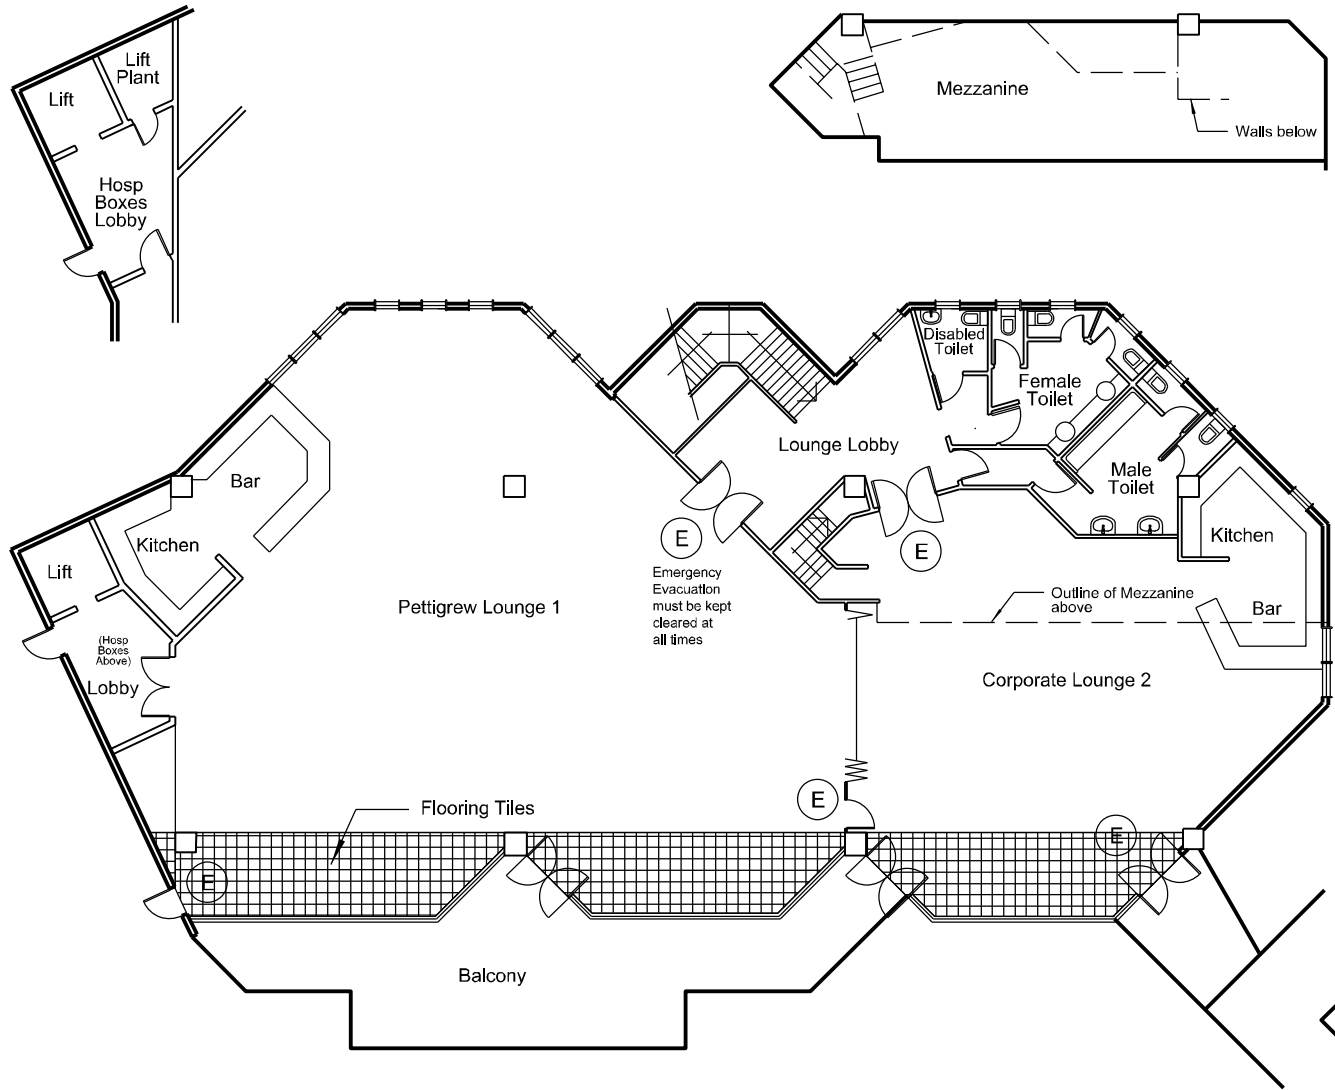 Lift
Plant
Lift
Hosp
Boxes
Lobby
Mezzanine
Walls below
Disabled
Toilet
Female
Toilet
Lounge Lobby
Male
Toilet
Bar
Kitchen
Lift
(Hosp
Boxes
Above)
Lobby
Pettigrew Lounge 1
E
Emergency
Evacuation
must be kept
cleared at
all times
E
Kitchen
Bar
Outline of Mezzanine
above
Corporate Lounge 2
E
E
Flooring Tiles
E
Balcony